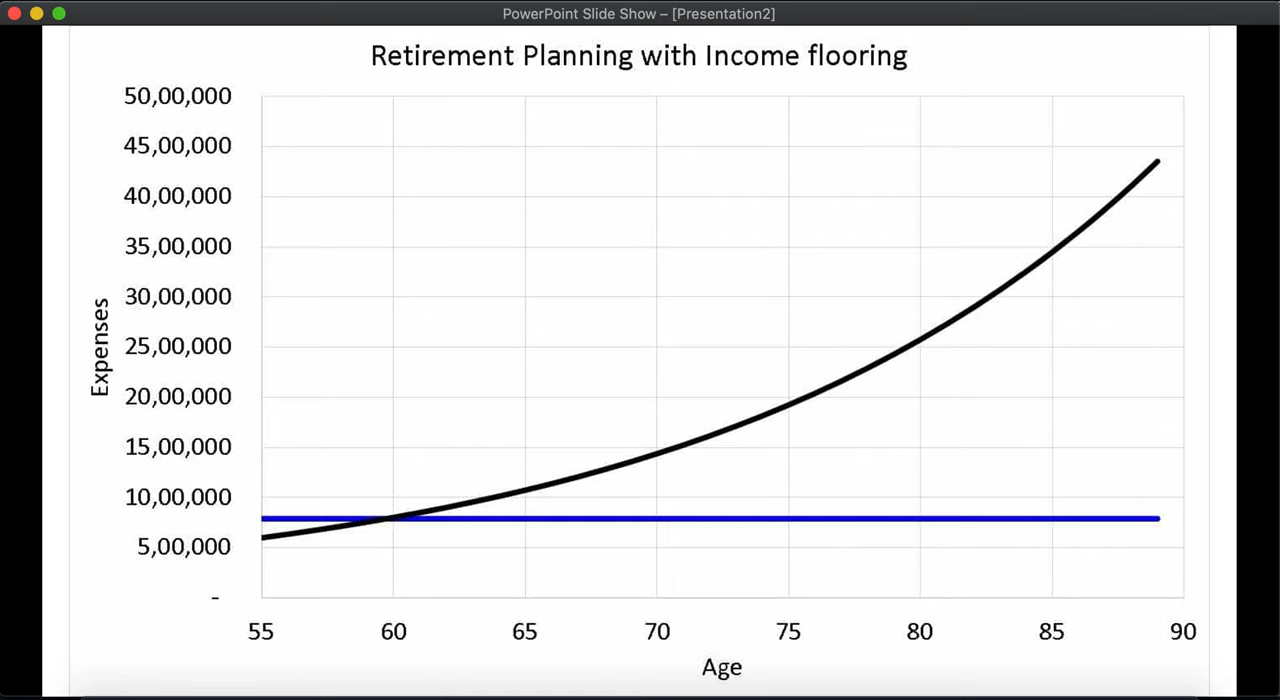 PowerPoint Slide Show – [Presentation2]
Retirement Planning with Income flooring
50,00,000
45,00,000
40,00,000
35,00,000
30,00,000
25,00,000
20,00,000
15,00,000
10,00,000
5,00,000
-
Expenses
55 60 65 70 75 80 85 90
Age